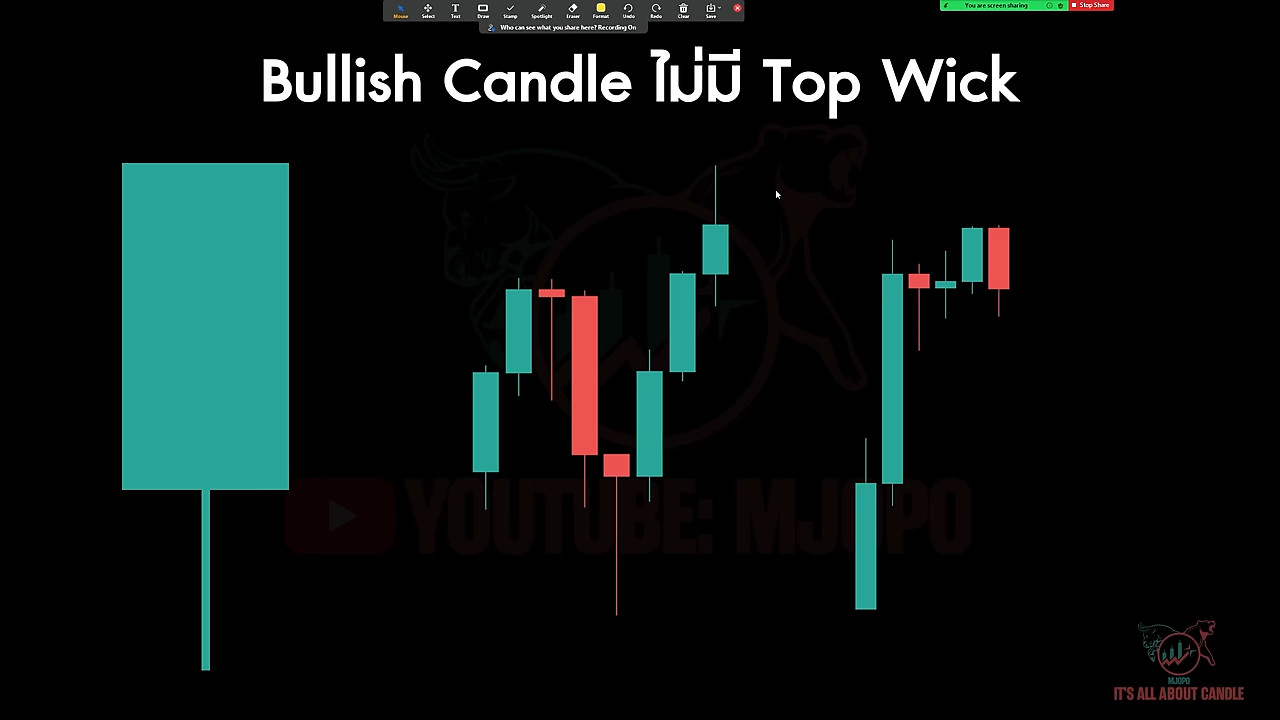 Mouse Select Text Draw Stamp Spotlight Eraser Format Undo Redo Clear Save
You are screen sharing Stop Share
Who can see what you share here? Recording On
Bullish Candle ไม่มี Top Wick
YOUTUBE: MJOPO
MJOPO
IT'S ALL ABOUT CANDLE